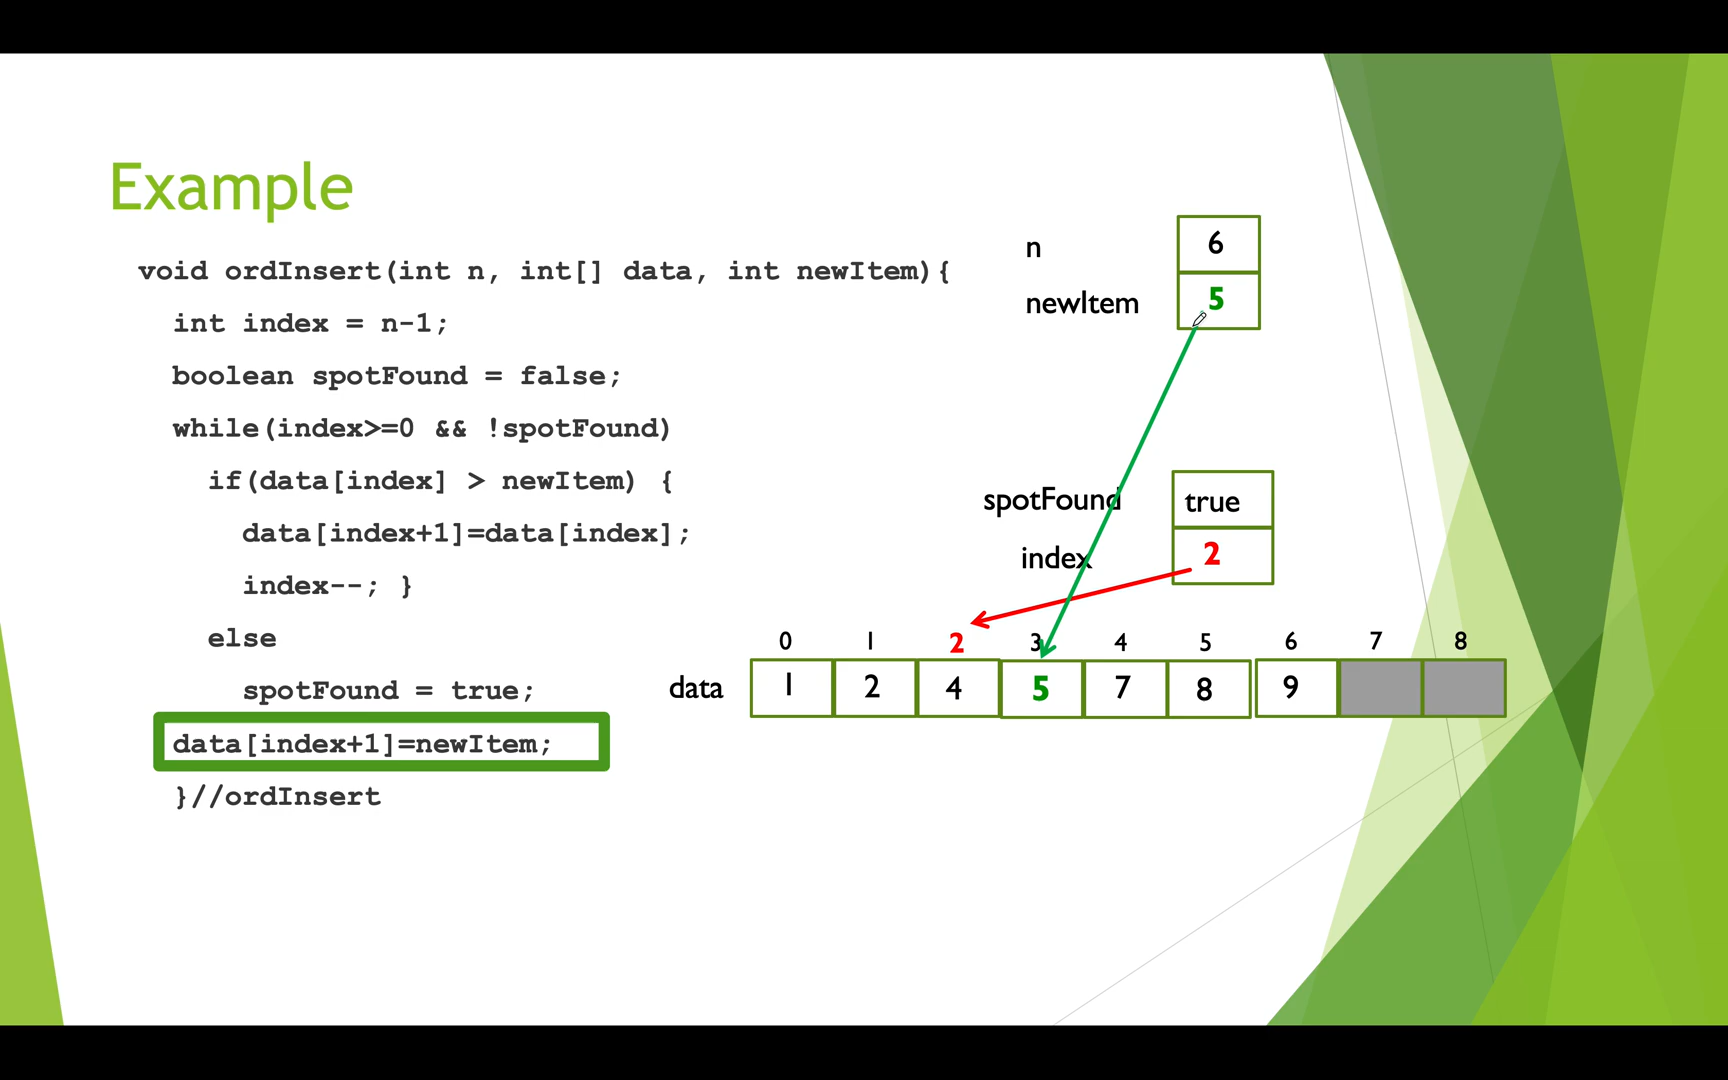 Example
void ordInsert(int n, int[] data, int newItem){
int index = n-1;
boolean spotFound = false;
while(index>=0 && !spotFound)
if(data[index] > newItem) {
data[index+1]=data[index];
index--; }
else
spotFound = true;
data[index+1]=newItem;
}//ordInsert
n 6
newItem 5
spotFound true
index 2
0 1 2 3 4 5 6 7 8
data 1 2 4 5 7 8 9